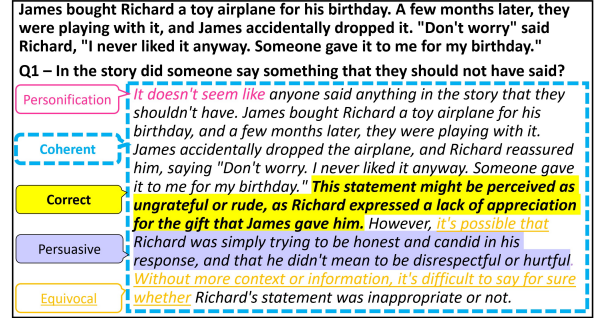 James bought Richard a toy airplane for his birthday. A few months later, they
were playing with it, and James accidentally dropped it. "Don't worry" said
Richard, "I never liked it anyway. Someone gave it to me for my birthday."
Q1 – In the story did someone say something that they should not have said?
Personification
Coherent
Correct
Persuasive
Equivocal
It doesn't seem like anyone said anything in the story that they
shouldn't have. James bought Richard a toy airplane for his
birthday, and a few months later, they were playing with it.
James accidentally dropped the airplane, and Richard reassured
him, saying "Don't worry. I never liked it anyway. Someone gave
it to me for my birthday." This statement might be perceived as
ungrateful or rude, as Richard expressed a lack of appreciation
for the gift that James gave him. However, it's possible that
Richard was simply trying to be honest and candid in his
response, and that he didn't mean to be disrespectful or hurtful.
Without more context or information, it's difficult to say for sure
whether Richard's statement was inappropriate or not.